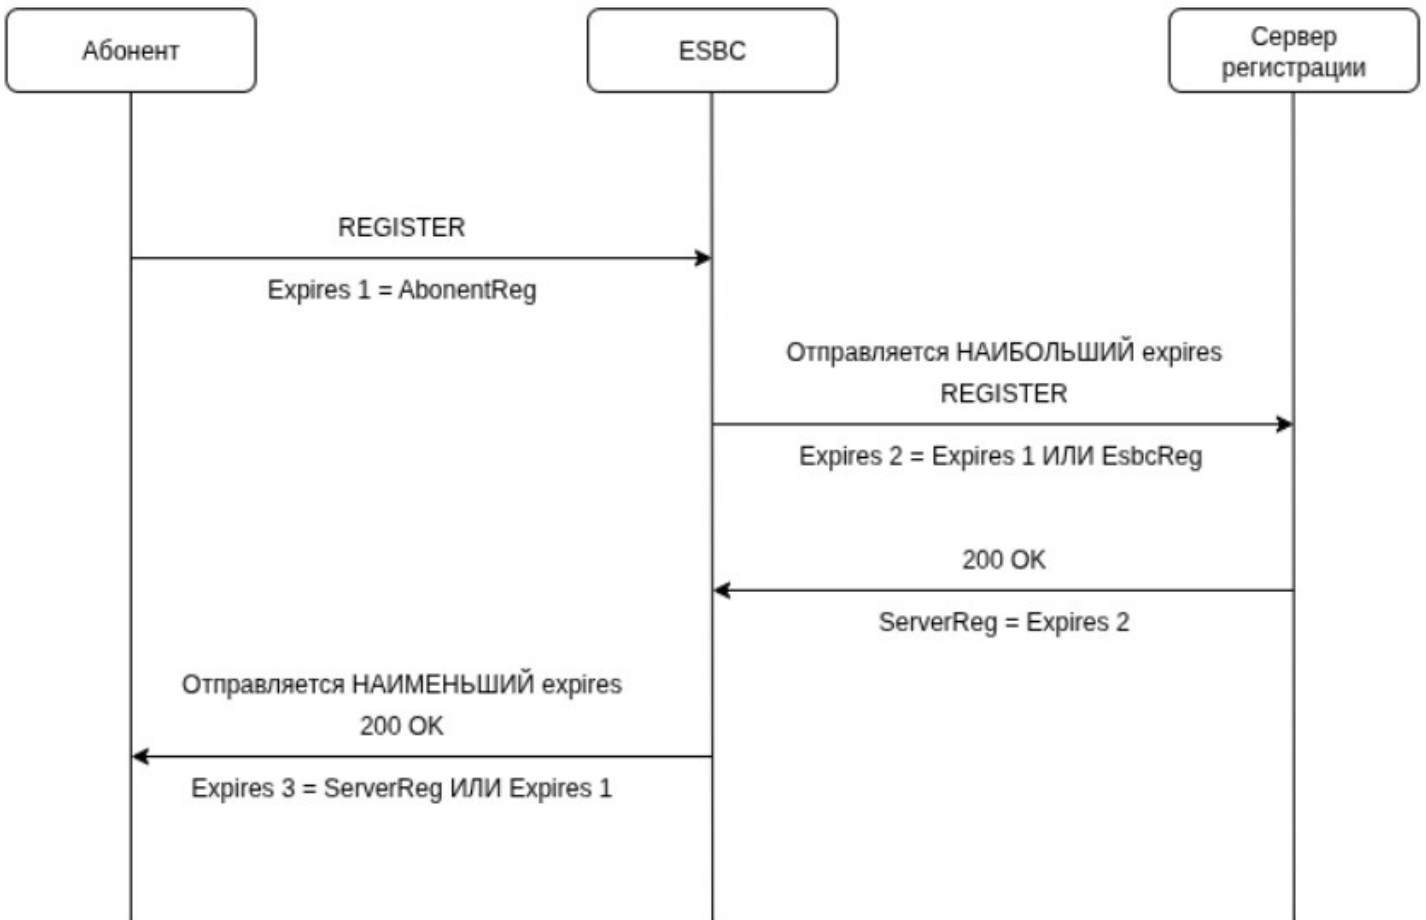 Абонент
ESBC
Сервер
регистрации
REGISTER
Expires 1 = AbonentReg
Отправляется НАИБОЛЬШИЙ expires
REGISTER
Expires 2 = Expires 1 ИЛИ EsbcReg
200 OK
ServerReg = Expires 2
Отправляется НАИМЕНЬШИЙ expires
200 OK
Expires 3 = ServerReg ИЛИ Expires 1